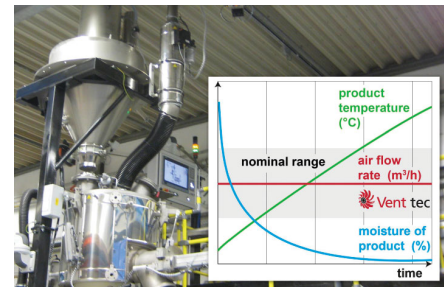 product
temperature
(°C)
nominal range
air flow
rate (m³/h)
Vent tec
moisture of
product (%)
time